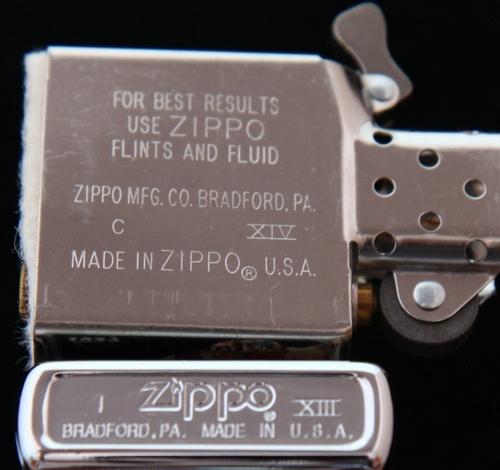 FOR BEST RESULTS
USE ZIPPO
FLINTS AND FLUID
ZIPPO MFG. CO. BRADFORD, PA.
C XIV
MADE IN ZIPPO® U.S.A.
I Zippo® XIII
BRADFORD, PA. MADE IN U.S.A.